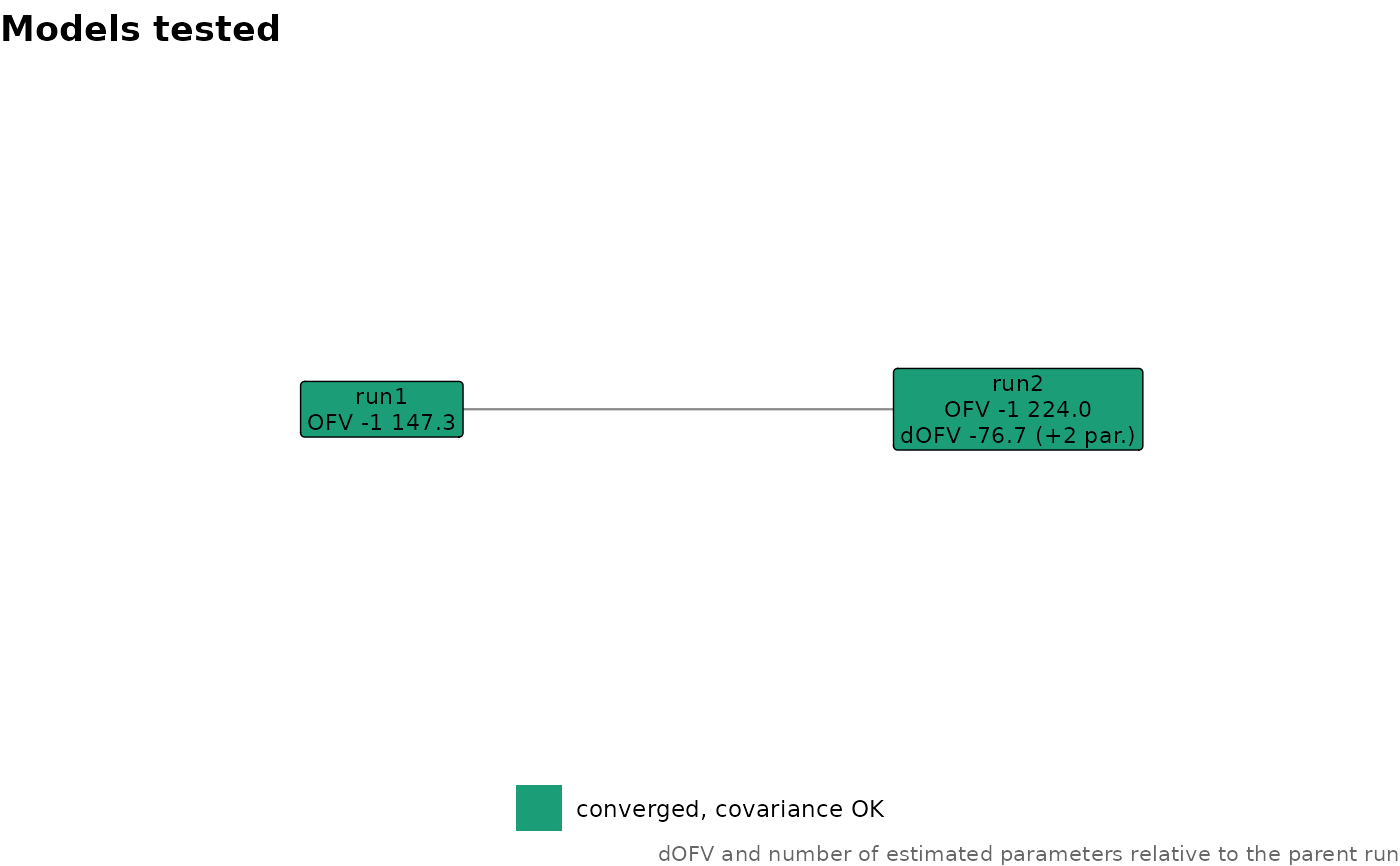 Models tested
run1
OFV -1 147.3
run2
OFV -1 224.0
dOFV -76.7 (+2 par.)
converged, covariance OK
dOFV and number of estimated parameters relative to the parent run